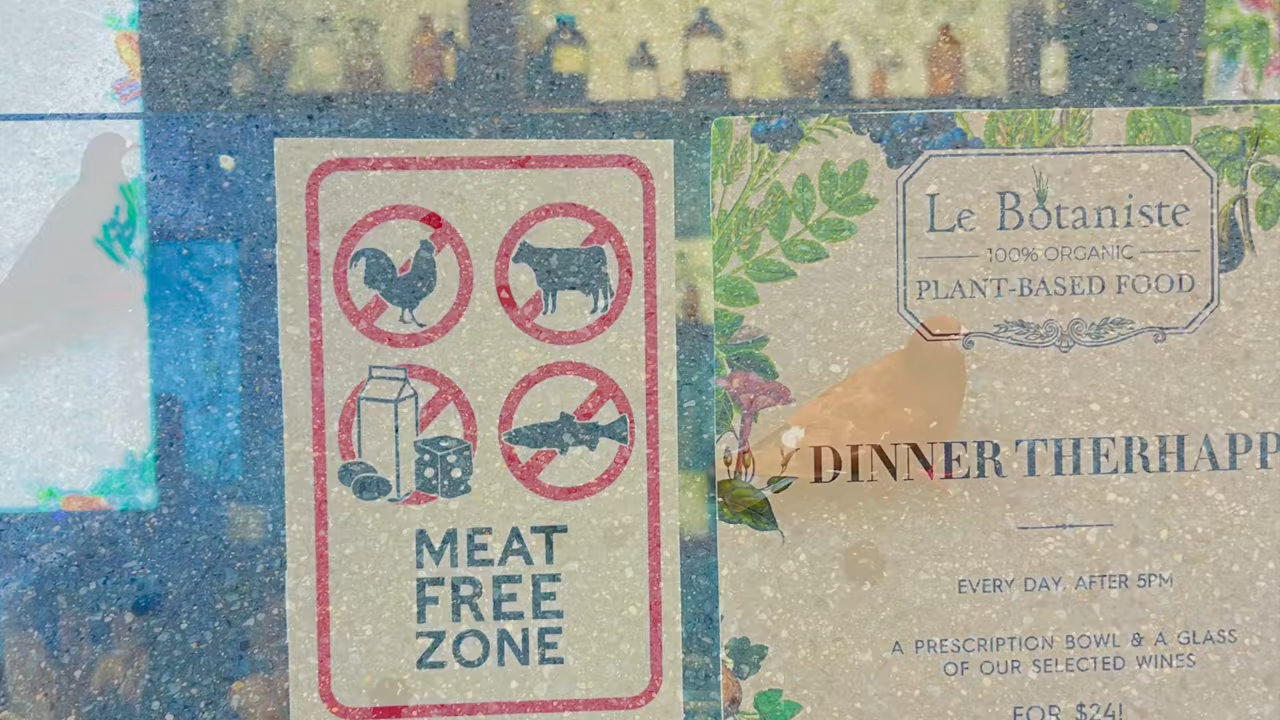 MEAT
FREE
ZONE
Le Botaniste
100% ORGANIC
PLANT-BASED FOOD
DINNER THERHAPP
EVERY DAY, AFTER 5PM
A PRESCRIPTION BOWL & A GLASS
OF OUR SELECTED WINES
FOR $24!